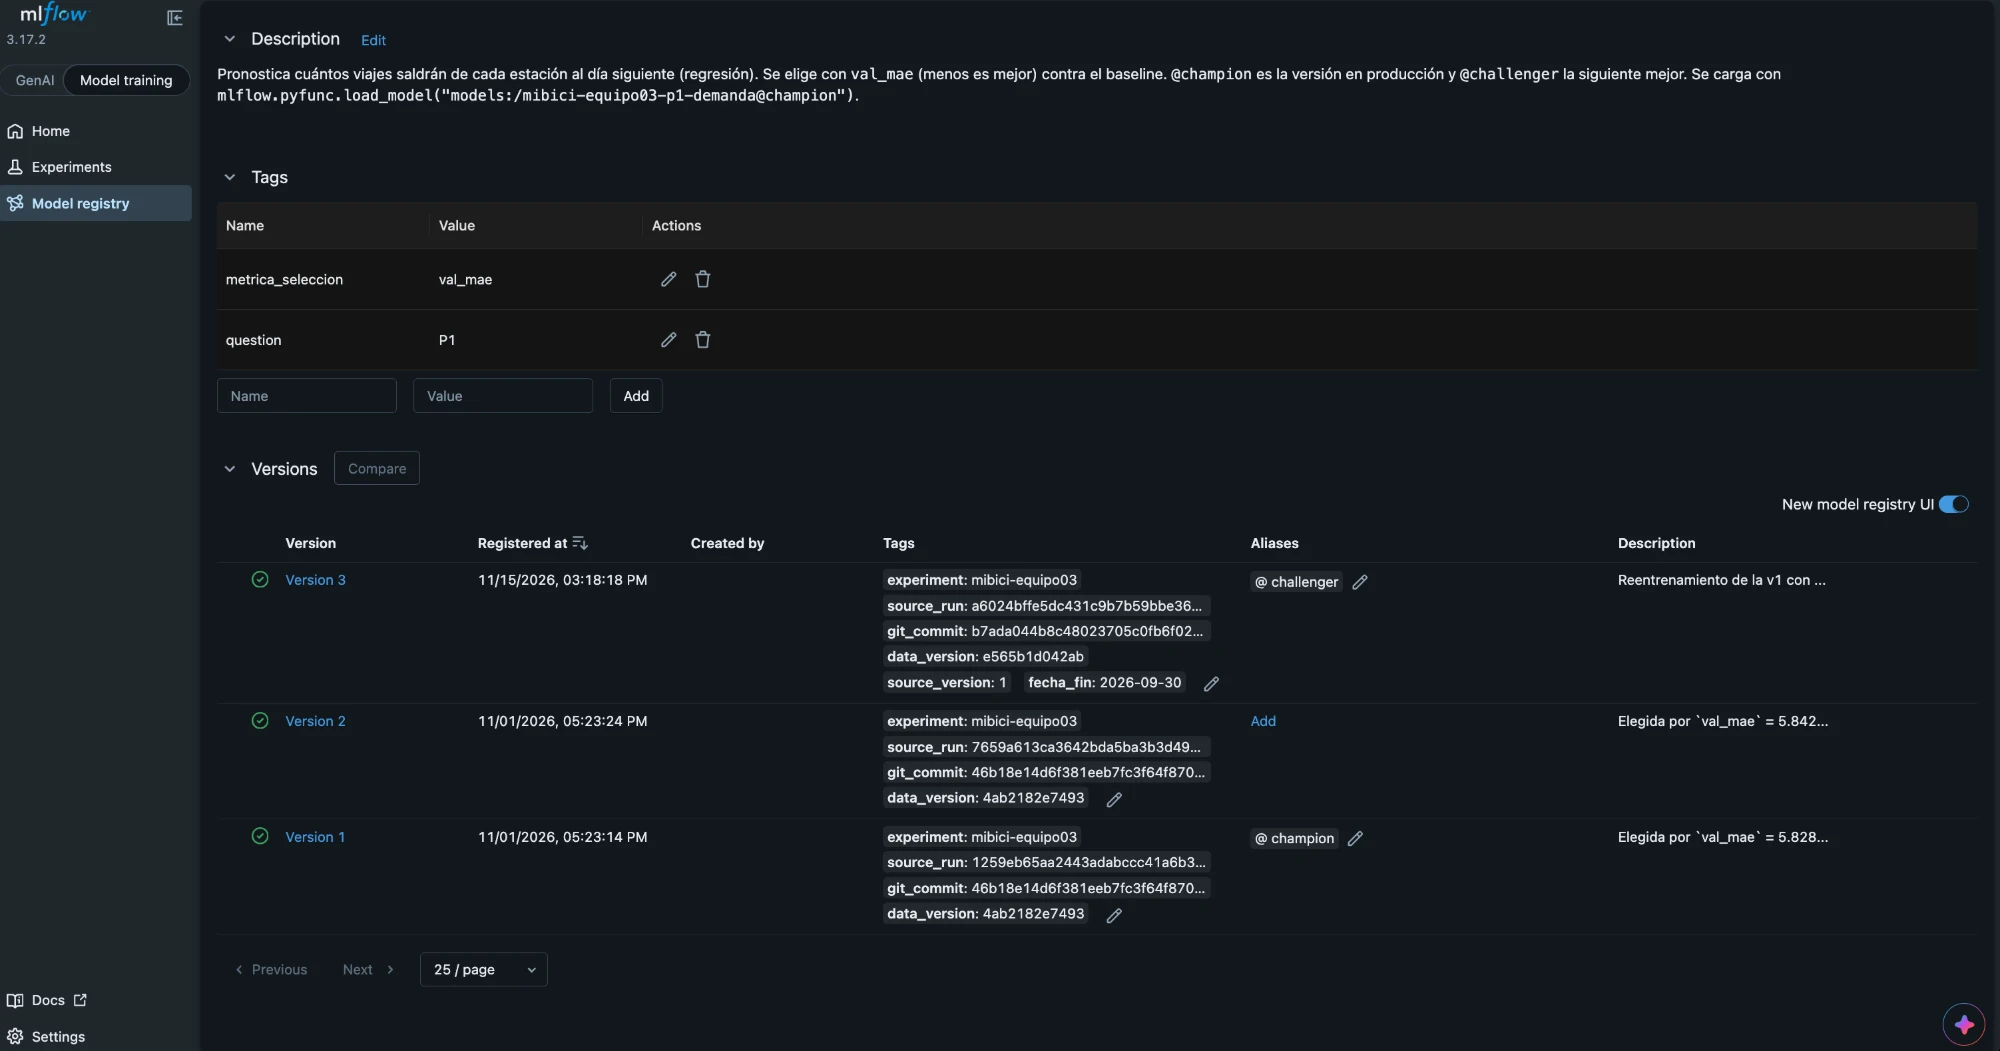 mlflow
3.17.2
GenAI Model training
Home
Experiments
Model registry
Docs
Settings
Description Edit
Pronostica cuántos viajes saldrán de cada estación al día siguiente (regresión). Se elige con val_mae (menos es mejor) contra el baseline. @champion es la versión en producción y @challenger la siguiente mejor. Se carga con
mlflow.pyfunc.load_model("models:/mibici-equipo03-p1-demanda@champion").
Tags
Name Value Actions
metrica_seleccion val_mae
question P1
Name Value Add
Versions Compare
New model registry UI
Version Registered at Created by Tags Aliases Description
Version 3 11/15/2026, 03:18:18 PM experiment: mibici-equipo03 @ challenger Reentrenamiento de la v1 con ...
source_run: a6024bffe5dc431c9b7b59bbe36...
git_commit: b7ada044b8c48023705c0fb6f02...
data_version: e565b1d042ab
source_version: 1 fecha_fin: 2026-09-30
Version 2 11/01/2026, 05:23:24 PM experiment: mibici-equipo03 Add Elegida por `val_mae` = 5.842...
source_run: 7659a613ca3642bda5ba3b3d49...
git_commit: 46b18e14d6f381eeb7fc3f64f870...
data_version: 4ab2182e7493
Version 1 11/01/2026, 05:23:14 PM experiment: mibici-equipo03 @ champion Elegida por `val_mae` = 5.828...
source_run: 1259eb65aa2443adabccc41a6b3...
git_commit: 46b18e14d6f381eeb7fc3f64f870...
data_version: 4ab2182e7493
Previous Next 25 / page